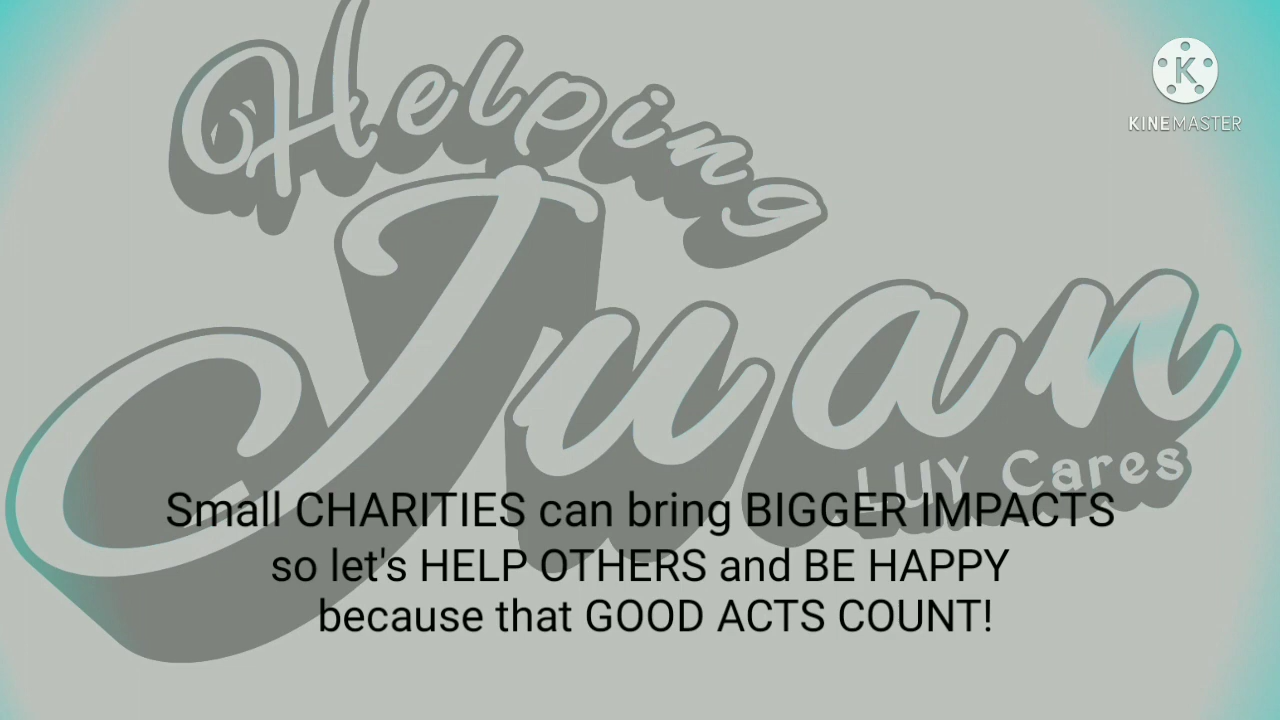 Helping
Juan
LUY Cares
KINEMASTER
Small CHARITIES can bring BIGGER IMPACTS
so let's HELP OTHERS and BE HAPPY
because that GOOD ACTS COUNT!